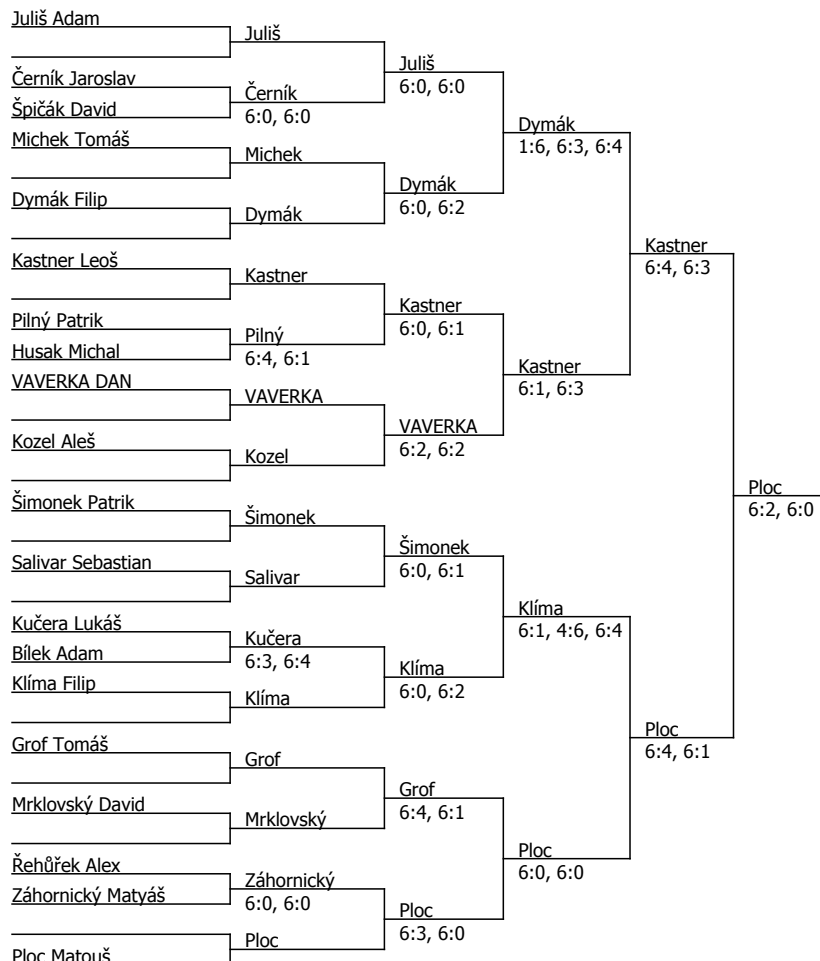 Juliš Adam
Černík Jaroslav
Špičák David
Michek Tomáš
Dymák Filip
Kastner Leoš
Pilný Patrik
Husak Michal
VAVERKA DAN
Kozel Aleš
Šimonek Patrik
Salivar Sebastian
Kučera Lukáš
Bílek Adam
Klíma Filip
Grof Tomáš
Mrklovský David
Řehůřek Alex
Záhornický Matyáš
Ploc Matouš
Juliš
Černík
6:0, 6:0
Michek
Dymák
Kastner
Pilný
6:4, 6:1
VAVERKA
Kozel
Šimonek
Salivar
Kučera
6:3, 6:4
Klíma
Grof
Mrklovský
Záhornický
6:0, 6:0
Ploc
Juliš
6:0, 6:0
Dymák
6:0, 6:2
Kastner
6:0, 6:1
VAVERKA
6:2, 6:2
Šimonek
6:0, 6:1
Klíma
6:0, 6:2
Grof
6:4, 6:1
Ploc
6:3, 6:0
Dymák
1:6, 6:3, 6:4
Kastner
6:1, 6:3
Klíma
6:1, 4:6, 6:4
Ploc
6:0, 6:0
Kastner
6:4, 6:3
Ploc
6:4, 6:1
Ploc
6:2, 6:0